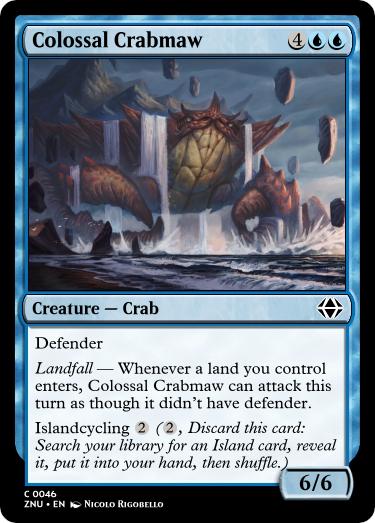 Colossal Crabmaw 4
Creature — Crab
Defender
Landfall — Whenever a land you control
enters, Colossal Crabmaw can attack this
turn as though it didn't have defender.
Islandcycling 2 (2, Discard this card:
Search your library for an Island card, reveal
it, put it into your hand, then shuffle.)
6/6
C 0046
ZNU • EN Nicolo Rigobello